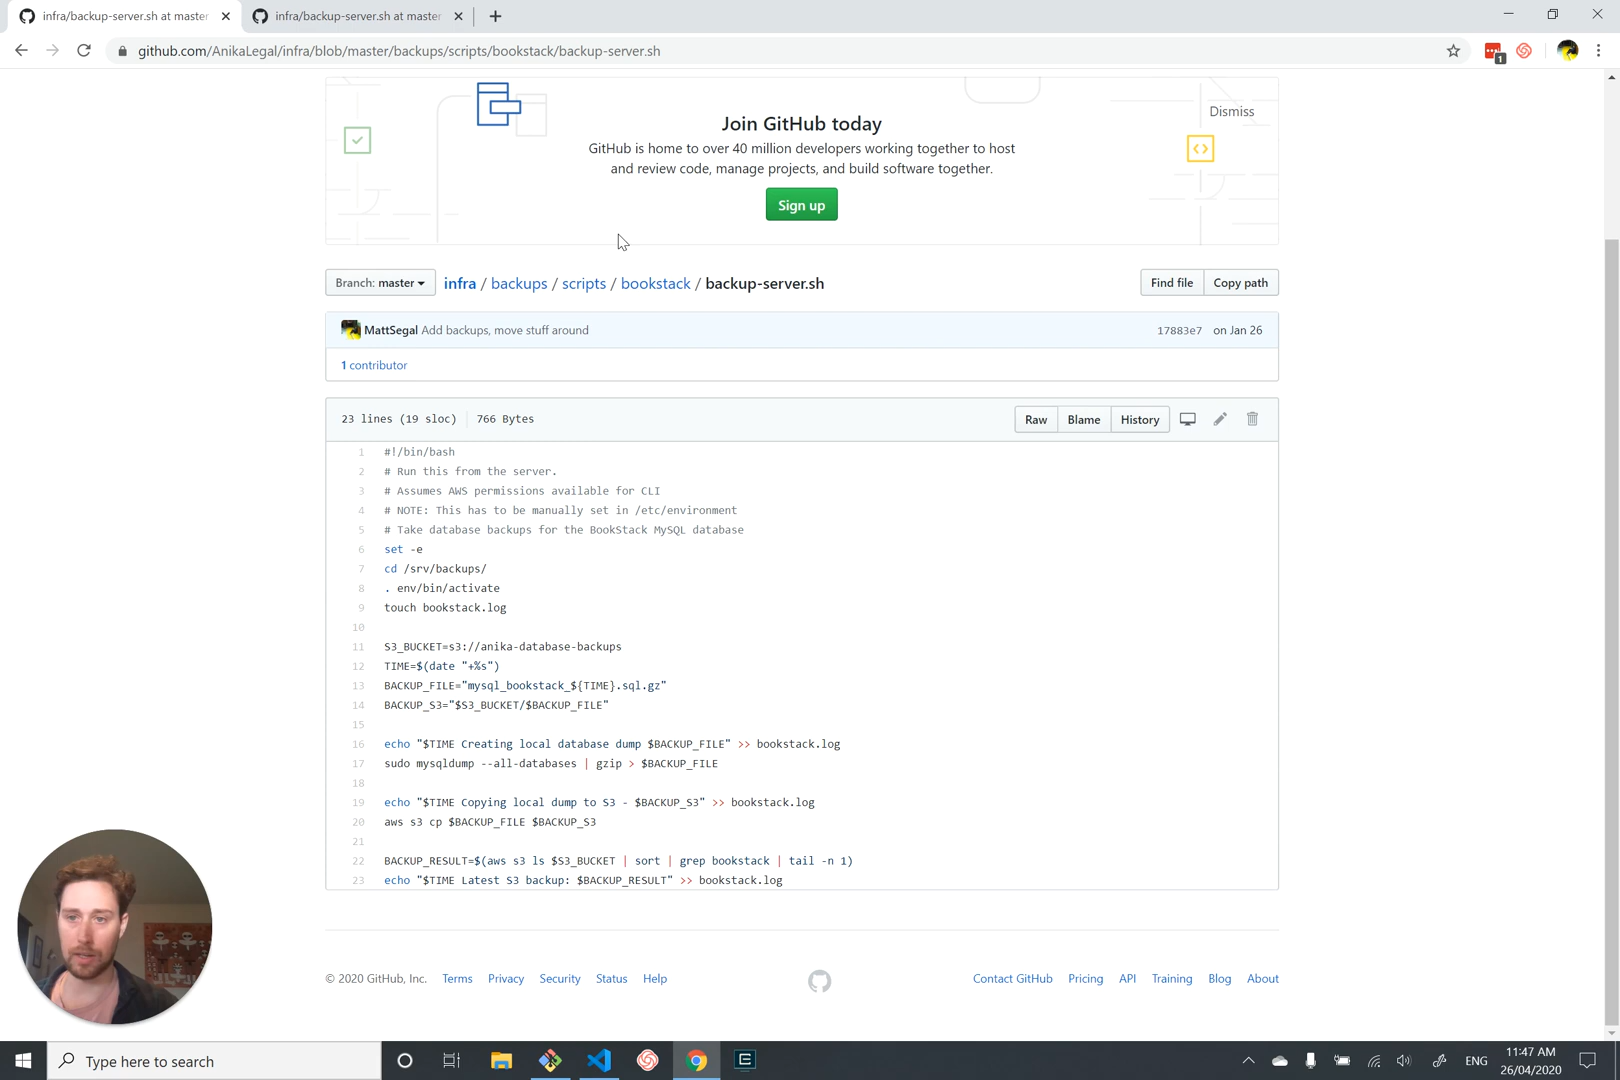 infra/backup-server.sh at master
infra/backup-server.sh at master
github.com/AnikaLegal/infra/blob/master/backups/scripts/bookstack/backup-server.sh
1
Join GitHub today
Dismiss
GitHub is home to over 40 million developers working together to host
and review code, manage projects, and build software together.
Sign up
Branch: master
infra / backups / scripts / bookstack / backup-server.sh
Find file
Copy path
MattSegal Add backups, move stuff around
17883e7 on Jan 26
1 contributor
23 lines (19 sloc) 766 Bytes
Raw
Blame
History
1 #!/bin/bash
2 # Run this from the server.
3 # Assumes AWS permissions available for CLI
4 # NOTE: This has to be manually set in /etc/environment
5 # Take database backups for the BookStack MySQL database
6 set -e
7 cd /srv/backups/
8 . env/bin/activate
9 touch bookstack.log
10
11 S3_BUCKET=s3://anika-database-backups
12 TIME=$(date "+%s")
13 BACKUP_FILE="mysql_bookstack_${TIME}.sql.gz"
14 BACKUP_S3="$S3_BUCKET/$BACKUP_FILE"
15
16 echo "$TIME Creating local database dump $BACKUP_FILE" >> bookstack.log
17 sudo mysqldump --all-databases | gzip > $BACKUP_FILE
18
19 echo "$TIME Copying local dump to S3 - $BACKUP_S3" >> bookstack.log
20 aws s3 cp $BACKUP_FILE $BACKUP_S3
21
22 BACKUP_RESULT=$(aws s3 ls $S3_BUCKET | sort | grep bookstack | tail -n 1)
23 echo "$TIME Latest S3 backup: $BACKUP_RESULT" >> bookstack.log
© 2020 GitHub, Inc. Terms Privacy Security Status Help
Contact GitHub Pricing API Training Blog About
Type here to search
ENG
11:47 AM
26/04/2020